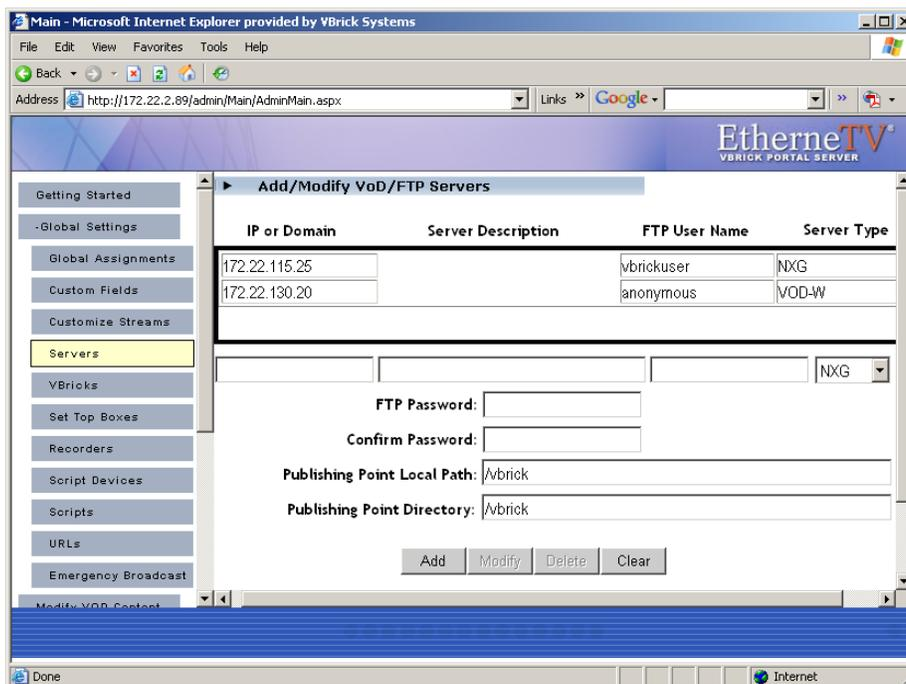 Main - Microsoft Internet Explorer provided by VBrick Systems
File Edit View Favorites Tools Help
Back
Address http://172.22.2.89/admin/Main/AdminMain.aspx Links » Google »
EtherneTV®
VBRICK PORTAL SERVER
Getting Started
-Global Settings
Global Assignments
Custom Fields
Customize Streams
Servers
VBricks
Set Top Boxes
Recorders
Script Devices
Scripts
URLs
Emergency Broadcast
Modify VOD Content
Add/Modify VoD/FTP Servers
IP or Domain Server Description FTP User Name Server Type
172.22.115.25 vbrickuser NXG
172.22.130.20 anonymous VOD-W
NXG
FTP Password:
Confirm Password:
Publishing Point Local Path: /vbrick
Publishing Point Directory: /vbrick
Add Modify Delete Clear
Done Internet